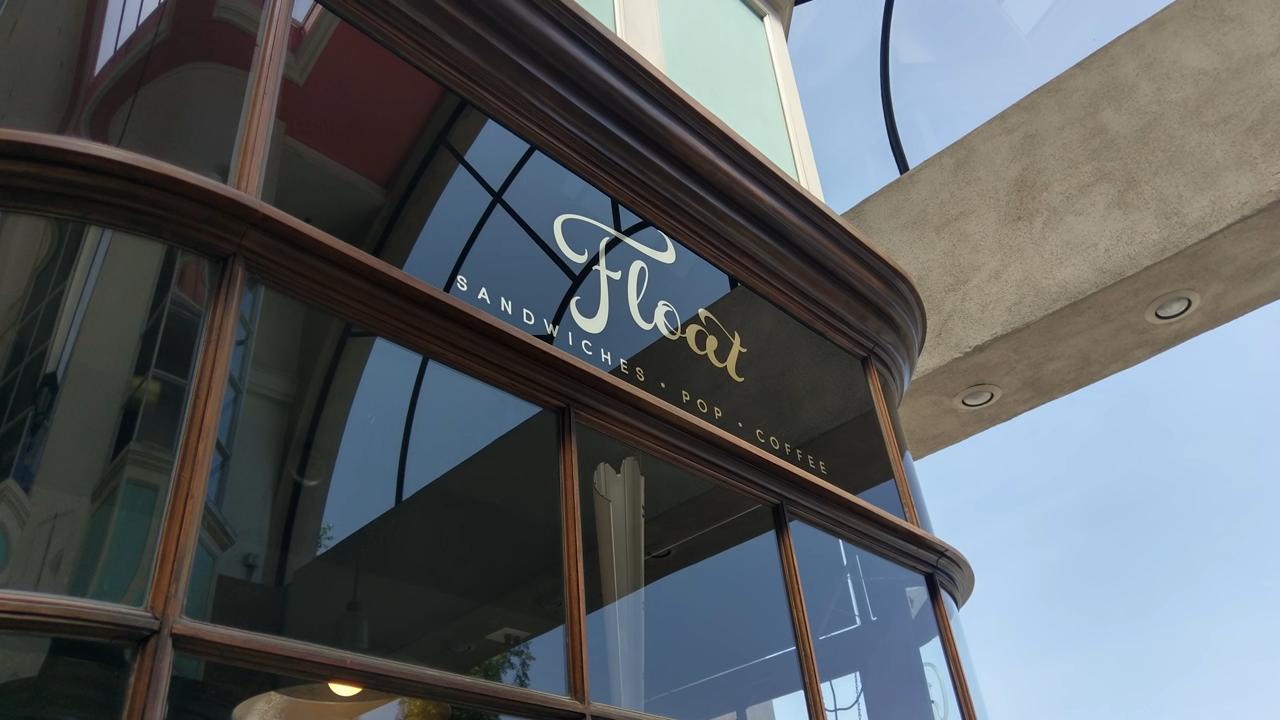 Float
SANDWICHES • POP • COFFEE